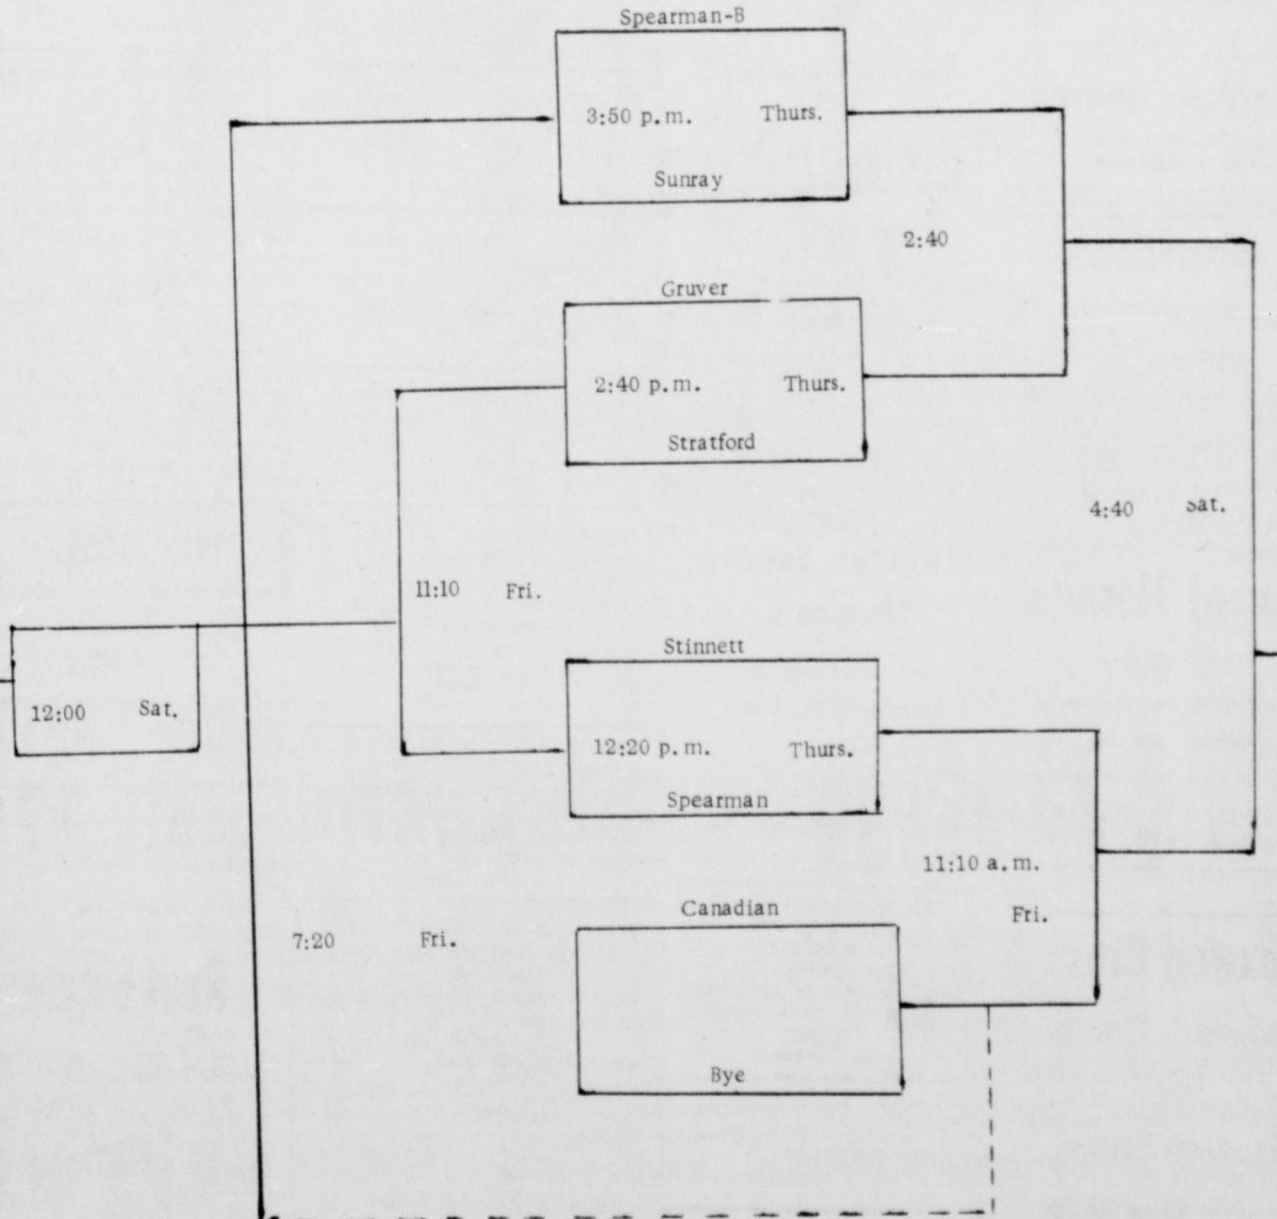 Spearman-B
3:50 p.m. Thurs.
Sunray
2:40
Gruver
2:40 p.m. Thurs.
Stratford
4:40 Sat.
11:10 Fri.
Stinnett
12:00 Sat.
12:20 p.m. Thurs.
Spearman
11:10 a.m.
Fri.
Canadian
7:20 Fri.
Bye